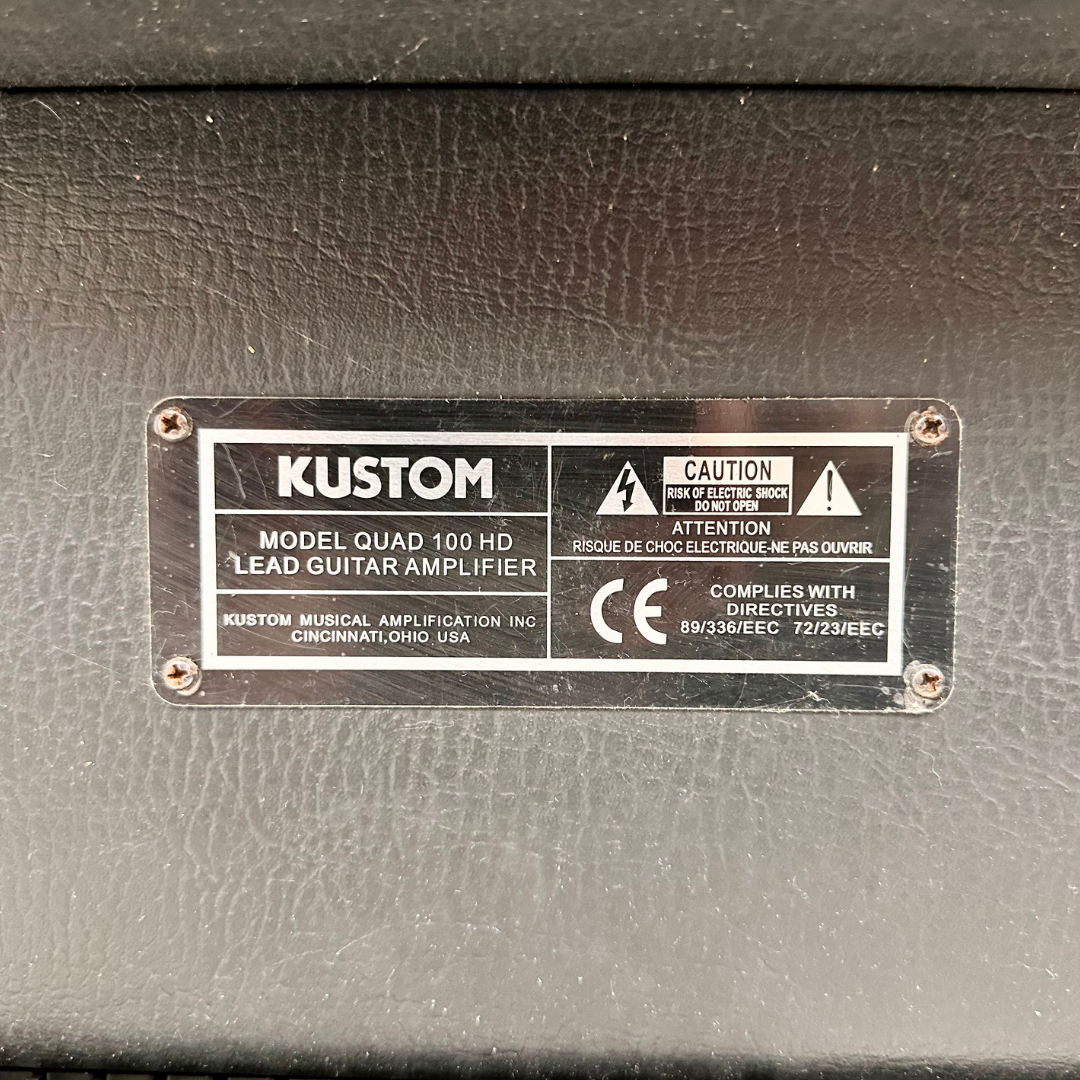 KUSTOM
MODEL QUAD 100 HD
LEAD GUITAR AMPLIFIER
KUSTOM MUSICAL AMPLIFICATION INC
CINCINNATI,OHIO USA
CAUTION
RISK OF ELECTRIC SHOCK
DO NOT OPEN
ATTENTION
RISQUE DE CHOC ELECTRIQUE-NE PAS OUVRIR
CE
COMPLIES WITH
DIRECTIVES
89/336/EEC 72/23/EEC